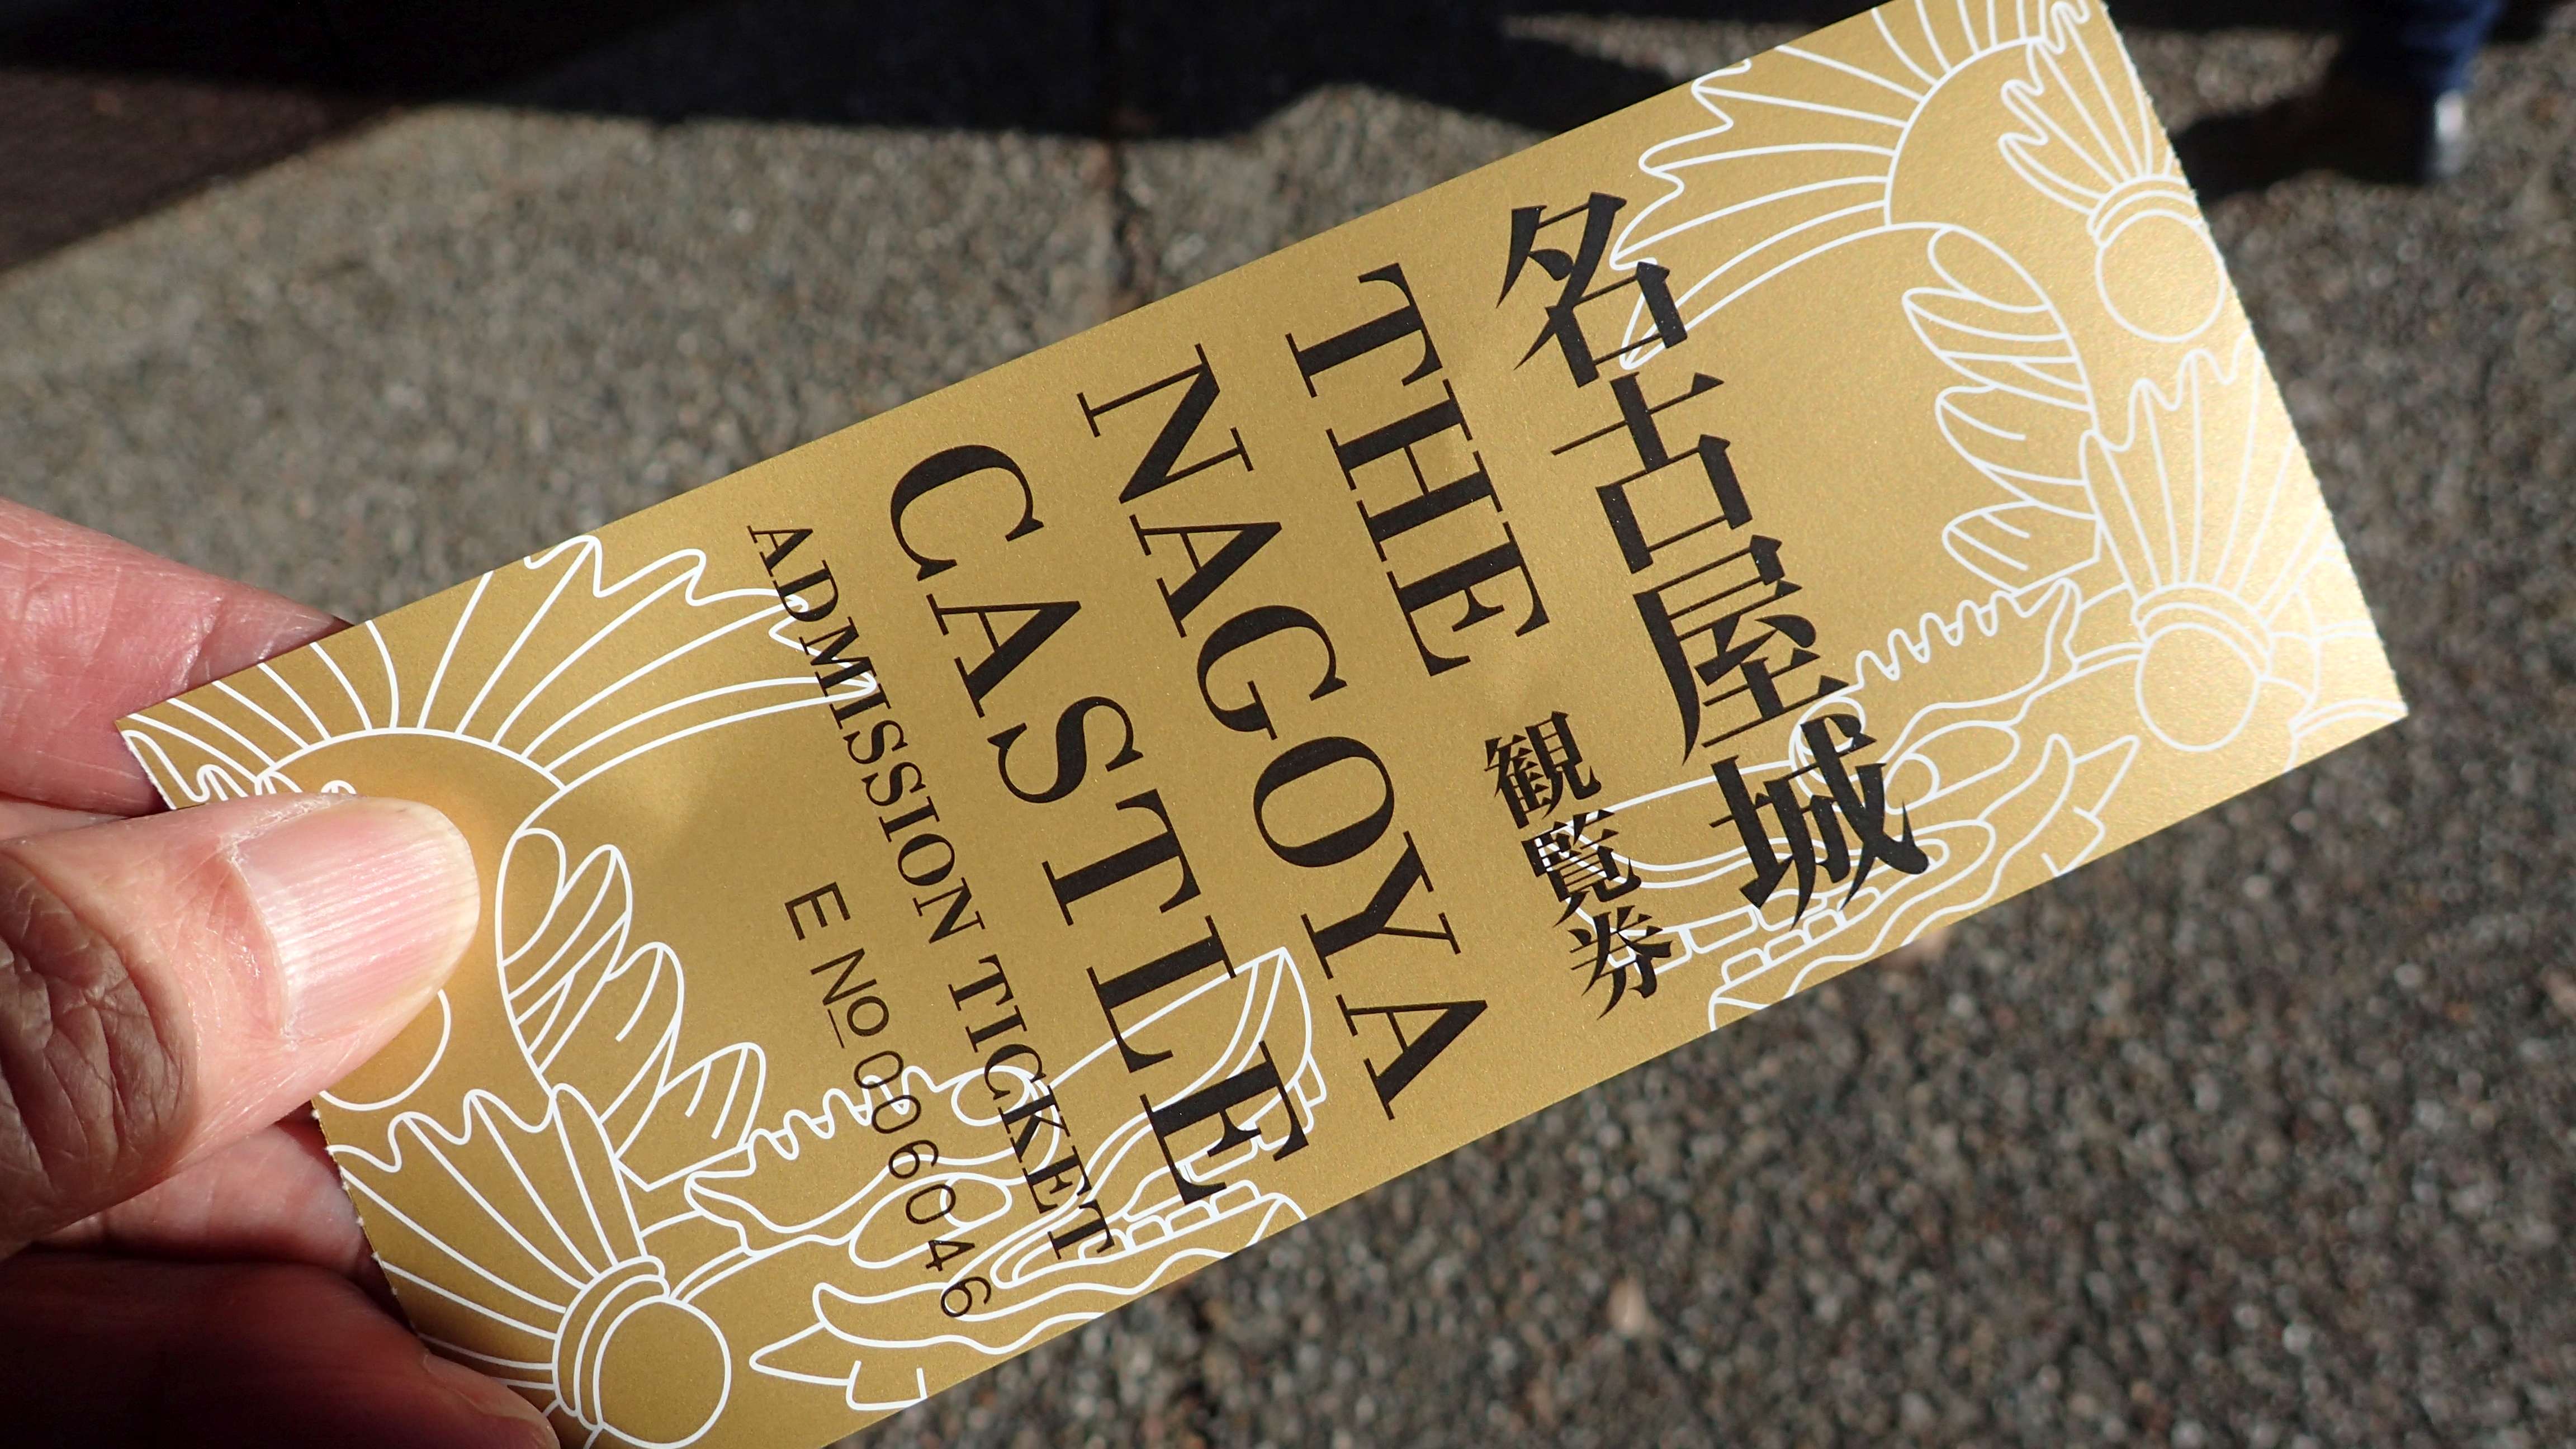 名古屋城
観覧券
THE
NAGOYA
CASTLE
ADMISSION TICKET
E No 006046